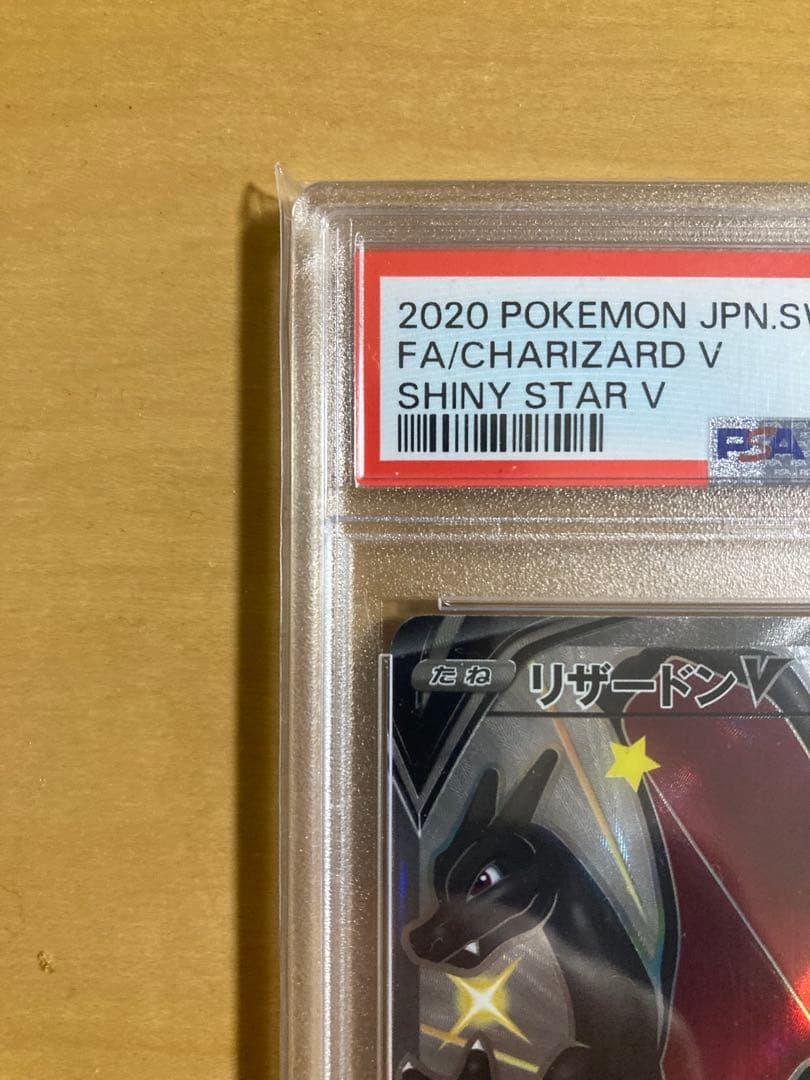 2020 POKEMON JPN.SW
FA/CHARIZARD V
SHINY STAR V
PSA
たね リザードンV